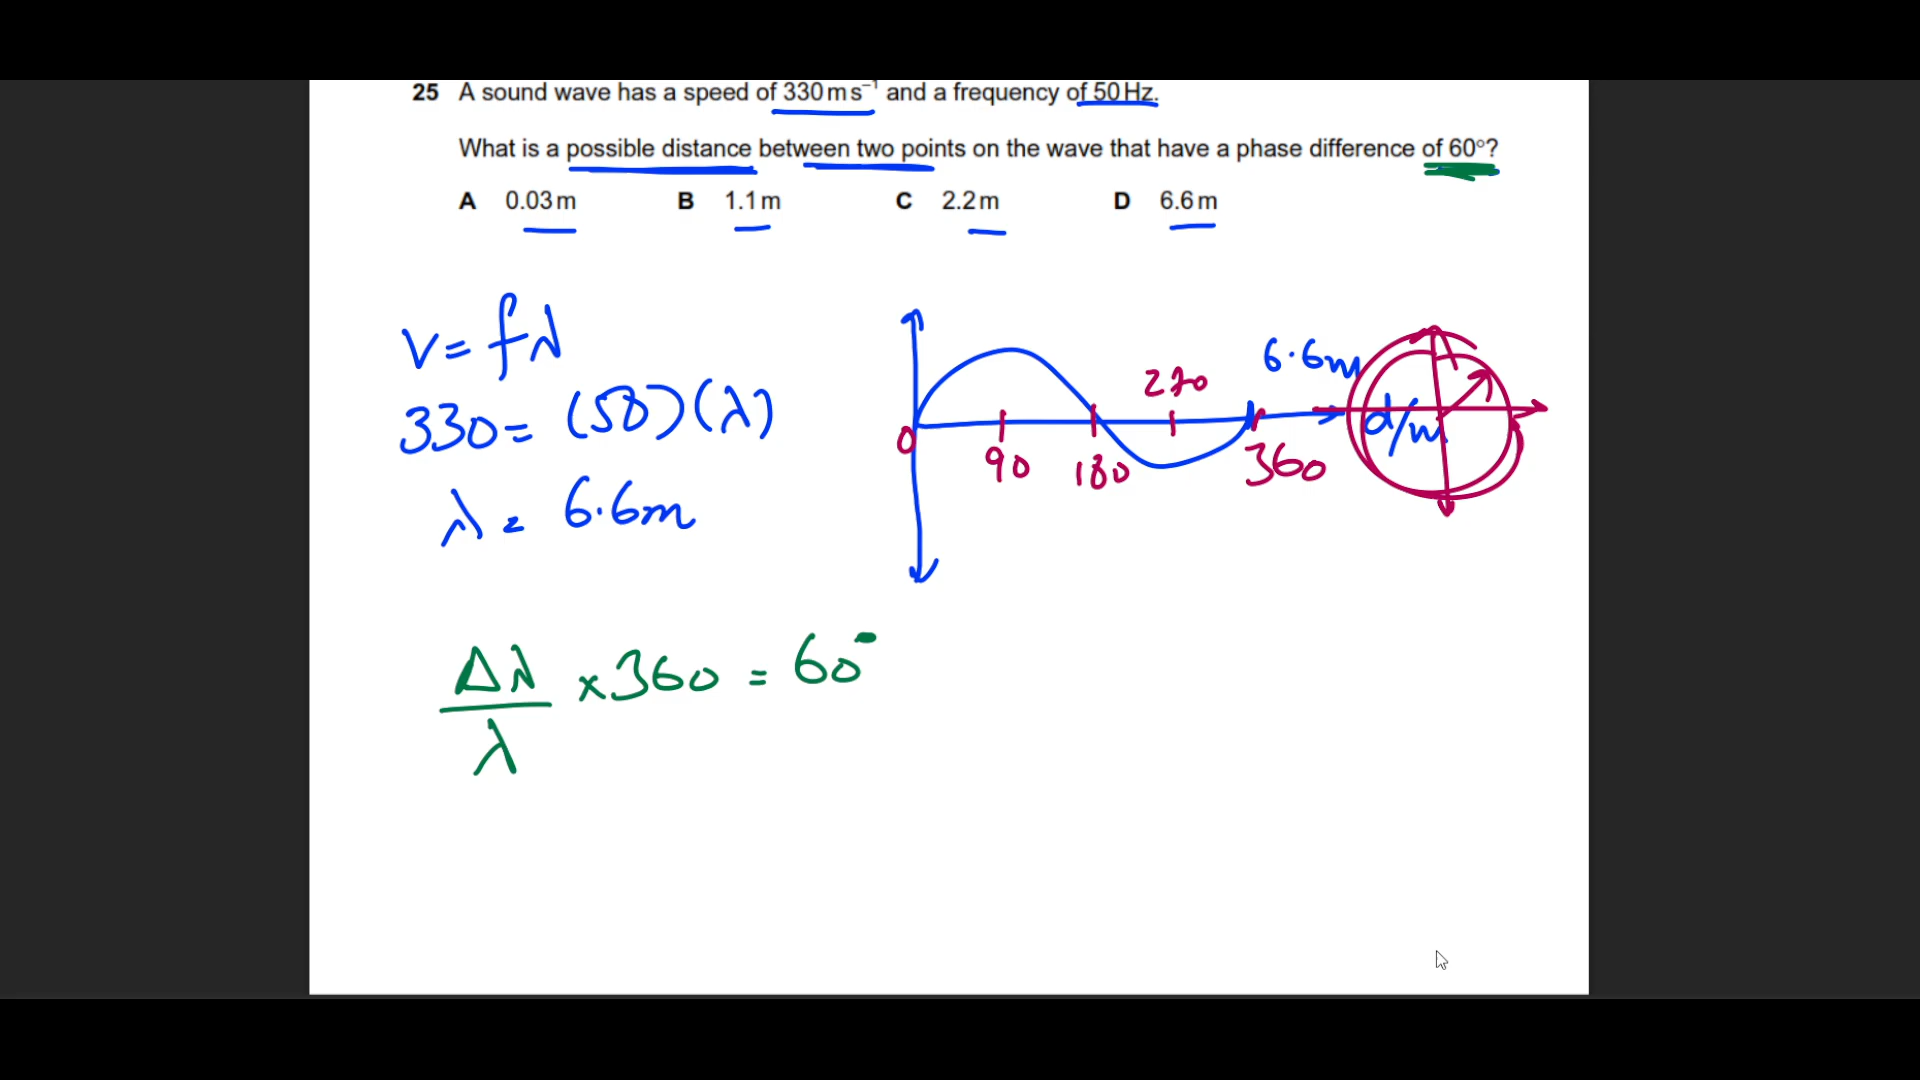 25 A sound wave has a speed of 330 m s⁻¹ and a frequency of 50 Hz.
What is a possible distance between two points on the wave that have a phase difference of 60°?
A 0.03 m B 1.1 m C 2.2 m D 6.6 m
v = fλ
330 = (50)(λ)
λ = 6.6m
0 90 180 270 360
6.6m
d/m
Δλ/λ × 360 = 60